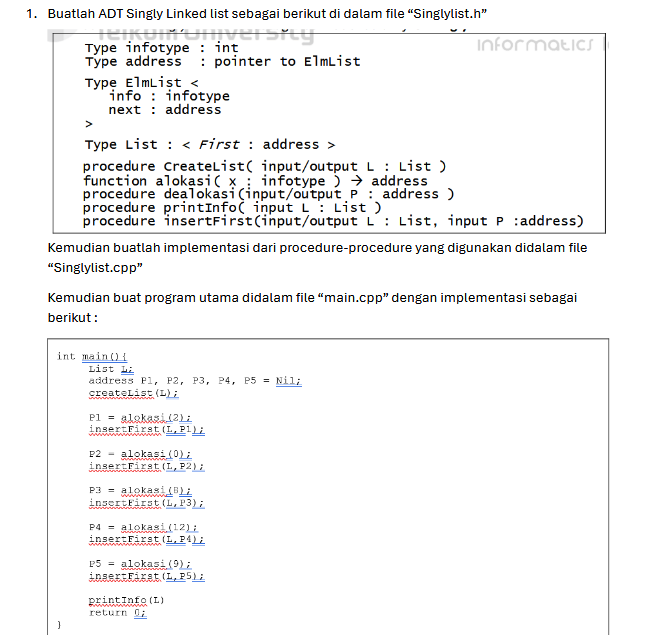 1. Buatlah ADT Singly Linked list sebagai berikut di dalam file “Singlylist.h”
Telkom University
informatics
Type infotype : int
Type address : pointer to ElmList
Type ElmList <
info : infotype
next : address
>
Type List : < First : address >
procedure CreateList( input/output L : List )
function alokasi( x : infotype ) → address
procedure dealokasi(input/output P : address )
procedure printInfo( input L : List )
procedure insertFirst(input/output L : List, input P :address)
Kemudian buatlah implementasi dari procedure-procedure yang digunakan didalam file
“Singlylist.cpp”
Kemudian buat program utama didalam file “main.cpp” dengan implementasi sebagai
berikut :
int main(){
List L;
address P1, P2, P3, P4, P5 = Nil;
createList(L);
P1 = alokasi(2);
insertFirst(L,P1);
P2 = alokasi(0);
insertFirst(L,P2);
P3 = alokasi(8);
insertFirst(L,P3);
P4 = alokasi(12);
insertFirst(L,P4);
P5 = alokasi(9);
insertFirst(L,P5);
printInfo(L)
return 0;
}